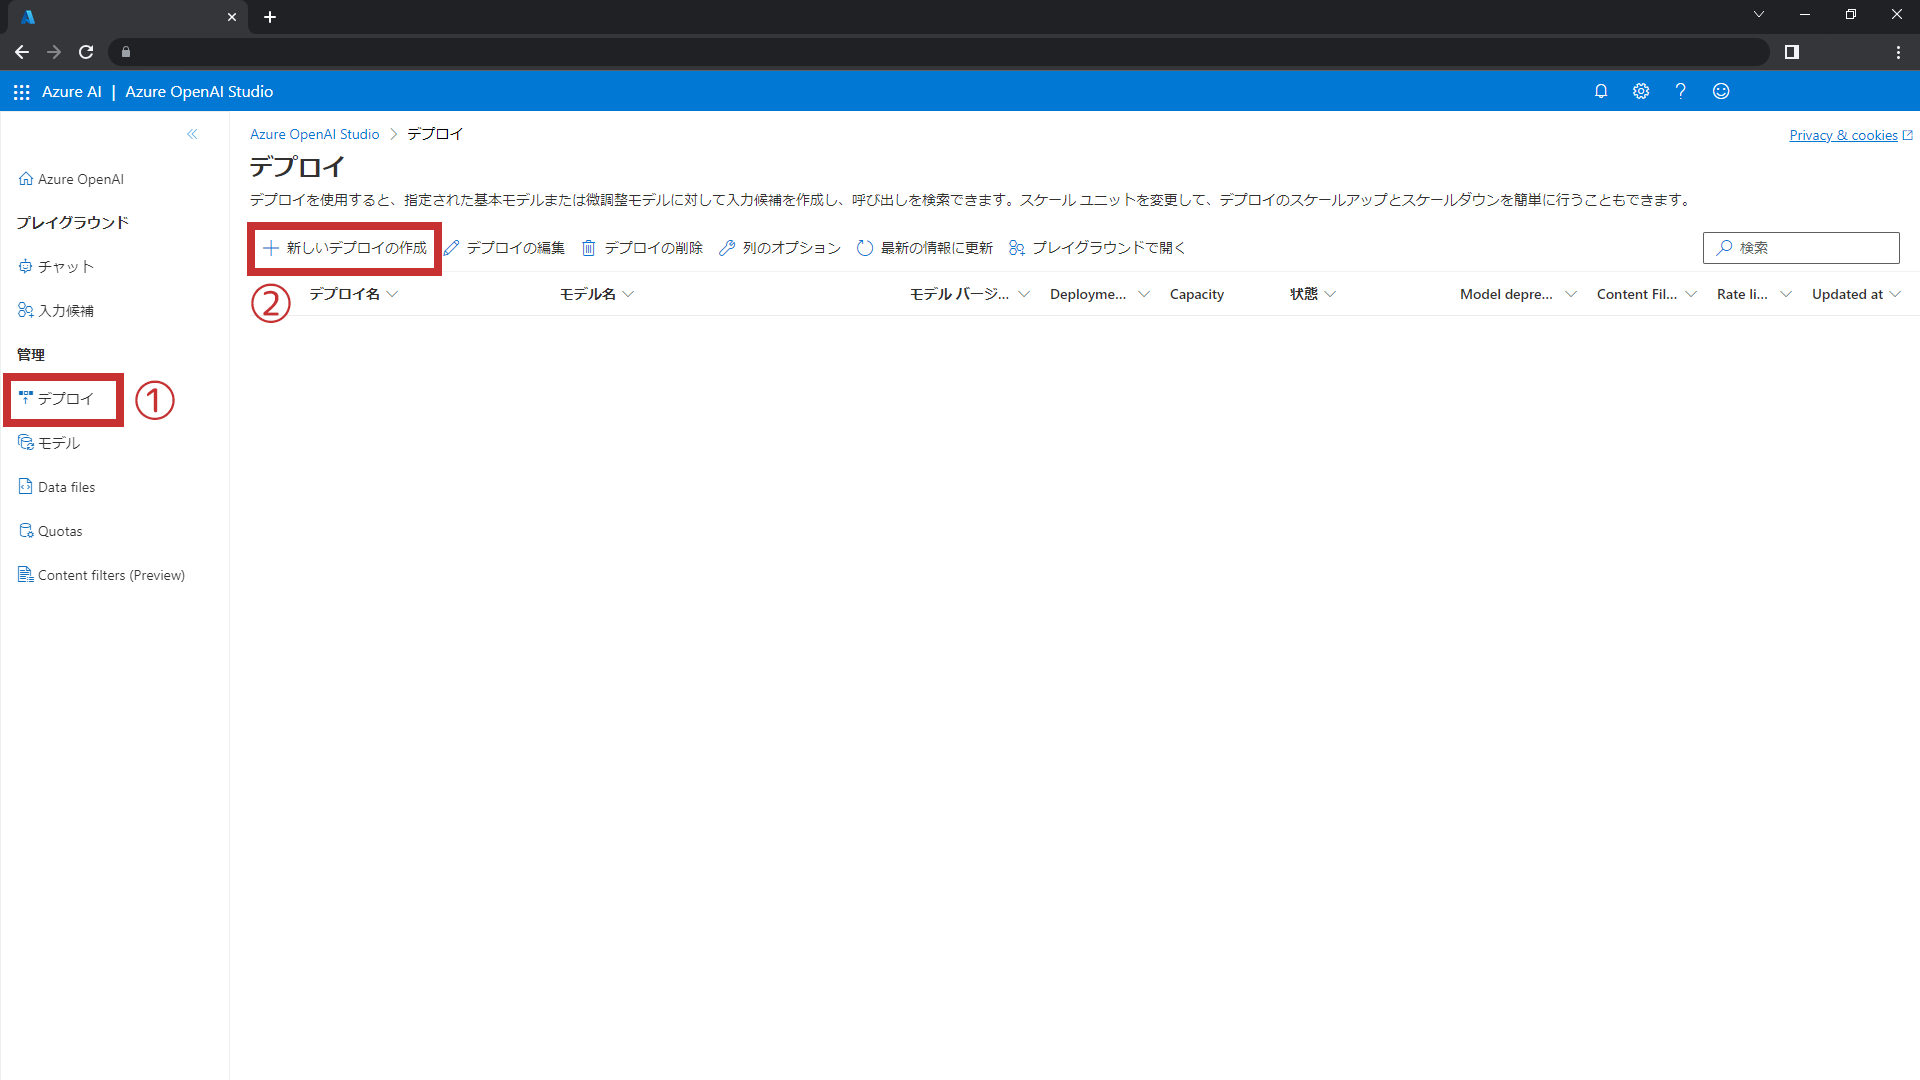 Azure AI | Azure OpenAI Studio
Azure OpenAI
プレイグラウンド
チャット
入力候補
管理
デプロイ ①
モデル
Data files
Quotas
Content filters (Preview)
Azure OpenAI Studio > デプロイ
Privacy & cookies
デプロイ
デプロイを使用すると、指定された基本モデルまたは微調整モデルに対して入力候補を作成し、呼び出しを検索できます。スケール ユニットを変更して、デプロイのスケールアップとスケールダウンを簡単に行うこともできます。
新しいデプロイの作成 デプロイの編集 デプロイの削除 列のオプション 最新の情報に更新 プレイグラウンドで開く 検索
② デプロイ名 モデル名 モデル バージ... Deployme... Capacity 状態 Model depre... Content Fil... Rate li... Updated at